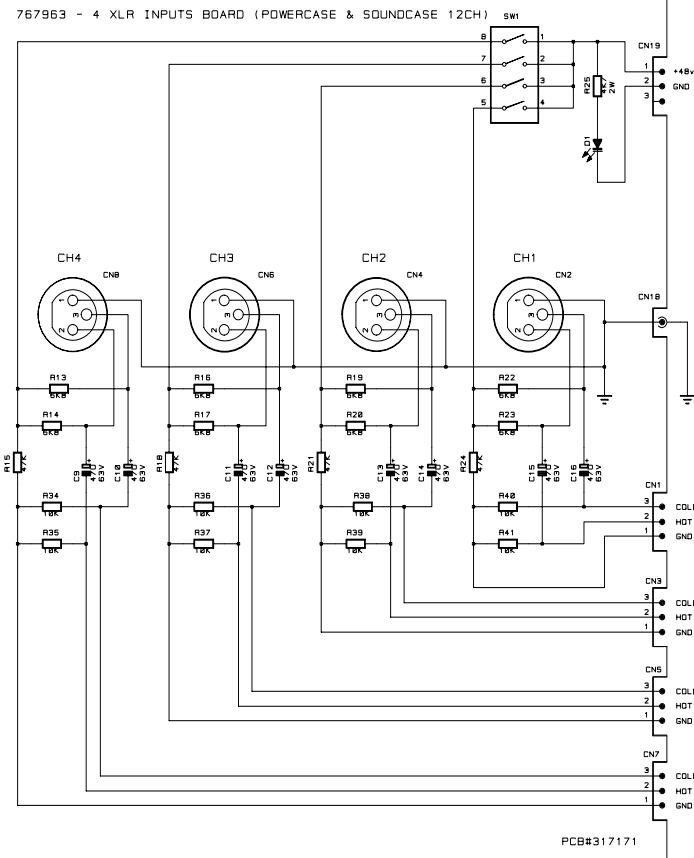 767963 - 4 XLR INPUTS BOARD (POWERCASE & SOUNDCASE 12CH)
SW1
8 1
7 2
6 3
5 4
CN19
1 +48v
2 GND
3
R25
4K7
2W
D1
CH4 CH3 CH2 CH1
CN8 CN6 CN4 CN2
CN18
1 1 1 1
3 3 3 3
2 2 2 2
R13 R16 R19 R22
6K8 6K8 6K8 6K8
R14 R17 R20 R23
6K8 6K8 6K8 6K8
R15 47K C9 + 47U 63V C10 + 47U 63V
R18 47K C11 + 47U 63V C12 + 47U 63V
R21 47K C13 + 47U 63V C14 + 47U 63V
R24 47K C15 + 47U 63V C16 + 47U 63V
R34 R36 R38 R40
10K 10K 10K 10K
R35 R37 R39 R41
10K 10K 10K 10K
CN1
3 COL
2 HOT
1 GND
CN3
3 COL
2 HOT
1 GND
CN5
3 COL
2 HOT
1 GND
CN7
3 COL
2 HOT
1 GND
PCB#317171